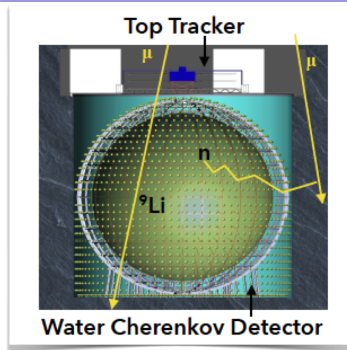 Top Tracker
μ
μ
n
⁹Li
Water Cherenkov Detector